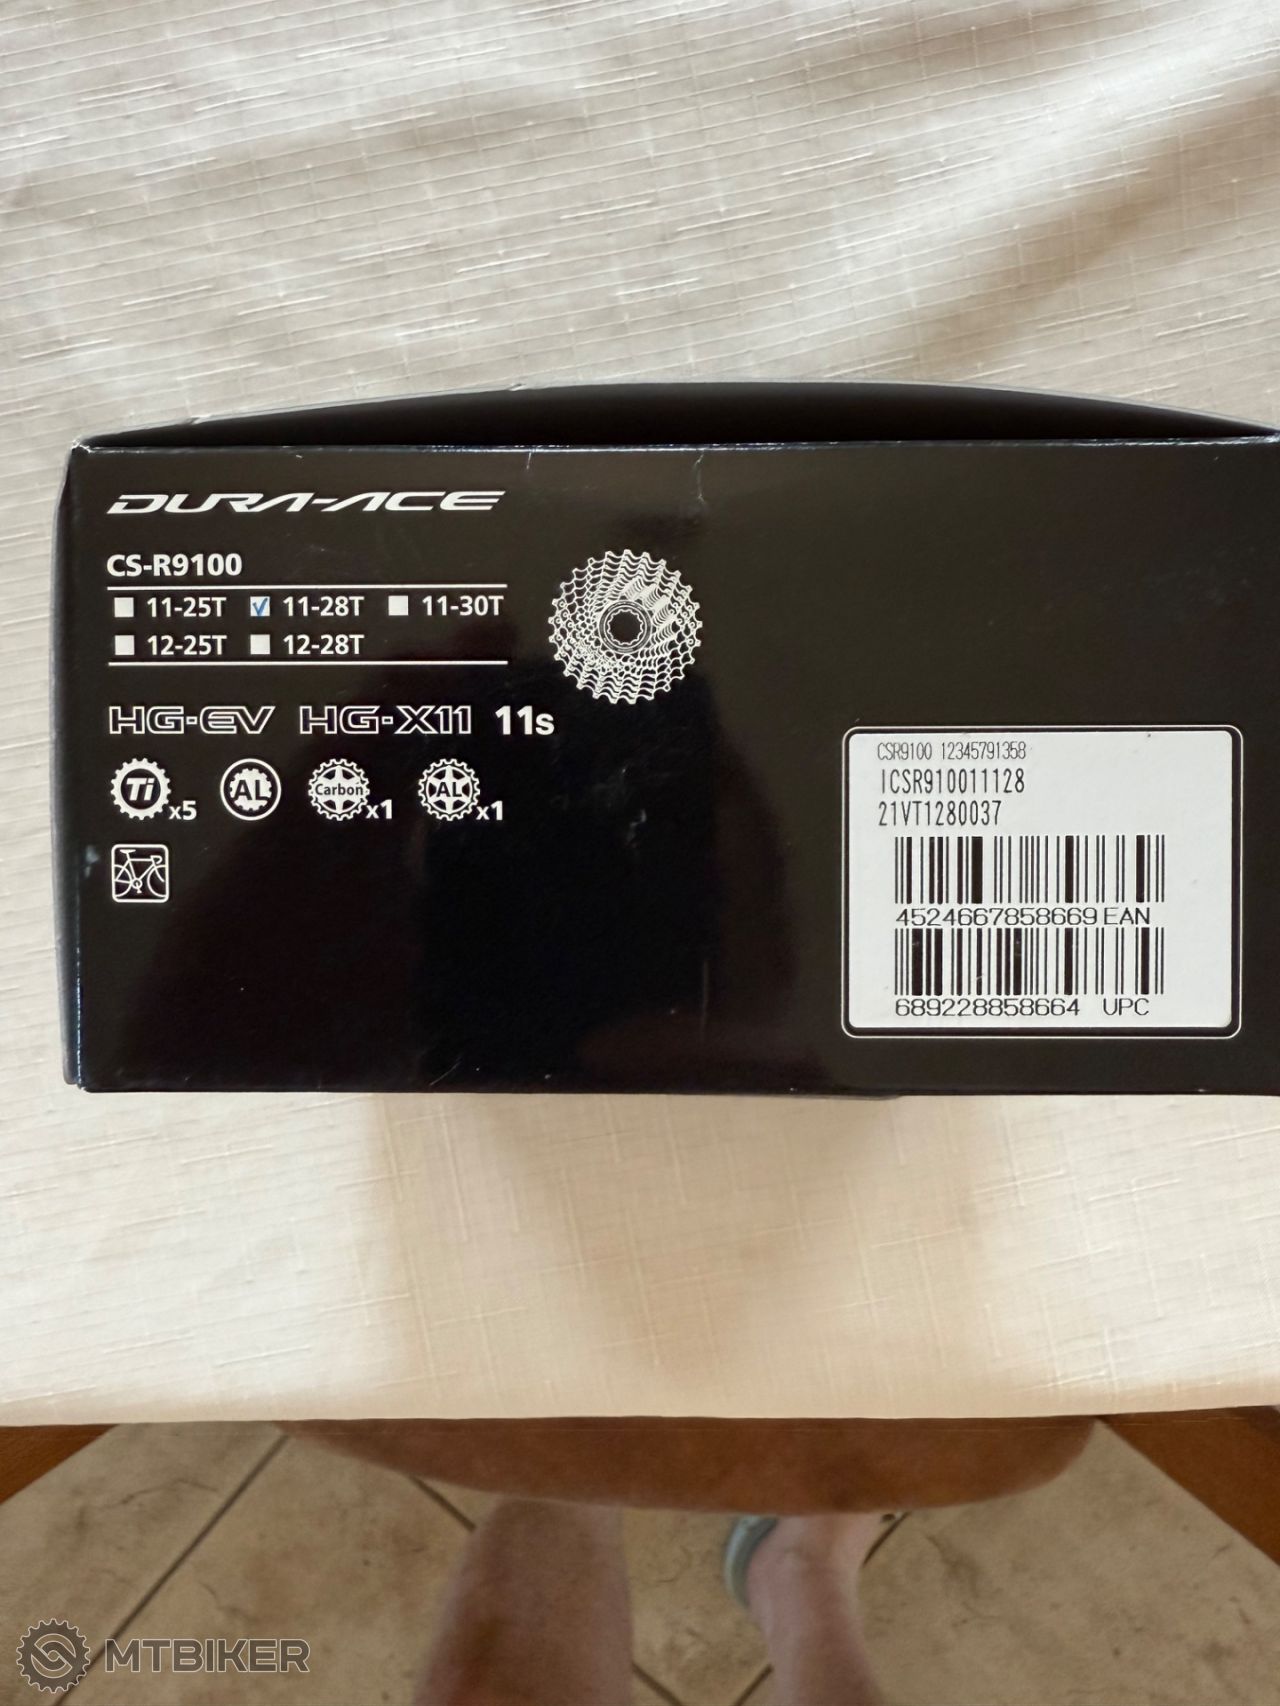 DURA-ACE
CS-R9100
11-25T 11-28T 11-30T
12-25T 12-28T
HG-EV HG-X11 11s
Ti x5 AL Carbon x1 AL x1
CSR9100 12345791358
ICSR910011128
21VT1280037
4524667858669 EAN
689228858664 UPC
MTBIKER